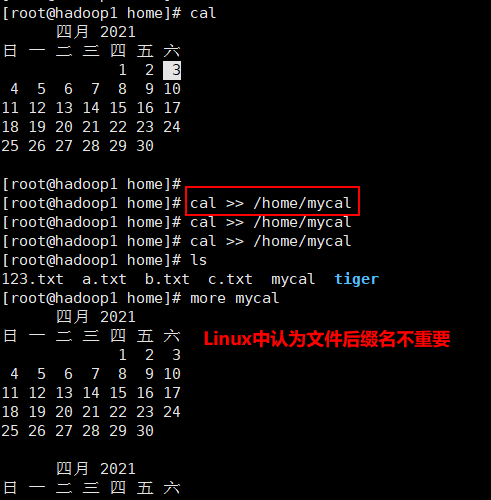 [root@hadoop1 home]# cal
四月 2021
日 一 二 三 四 五 六
1 2 3
4 5 6 7 8 9 10
11 12 13 14 15 16 17
18 19 20 21 22 23 24
25 26 27 28 29 30
[root@hadoop1 home]#
[root@hadoop1 home]# cal >> /home/mycal
[root@hadoop1 home]# cal >> /home/mycal
[root@hadoop1 home]# cal >> /home/mycal
[root@hadoop1 home]# ls
123.txt a.txt b.txt c.txt mycal tiger
[root@hadoop1 home]# more mycal
四月 2021
日 一 二 三 四 五 六
Linux中认为文件后缀名不重要
1 2 3
4 5 6 7 8 9 10
11 12 13 14 15 16 17
18 19 20 21 22 23 24
25 26 27 28 29 30
四月 2021
日 一 二 三 四 五 六